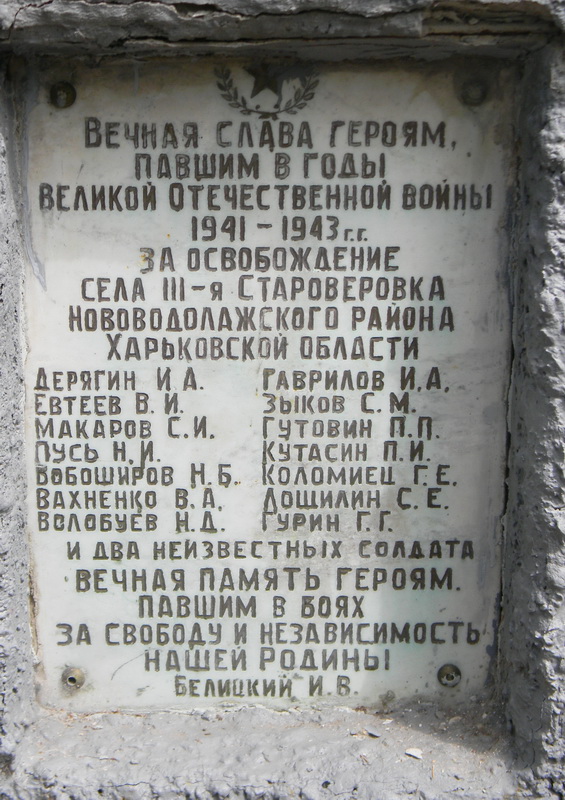 Вечная слава героям,
павшим в годы
Великой Отечественной войны
1941 - 1943 г.г.
за освобождение
села III-я Староверовка
Нововодолажского района
Харьковской области
Дерягин И.А. Гаврилов И.А.
Евтеев В.И. Зыков С.М.
Макаров С.И. Гутовин П.П.
Пусь Н.И. Кутасин П.И.
Вобоширов Н.Б. Коломиец Г.Е.
Вахненко В.А. Лощилин С.Е.
Волобуев Н.Д. Гурин Г.Г.
и два неизвестных солдата
Вечная память героям.
павшим в боях
за свободу и независимость
нашей Родины
Белицкий И.В.